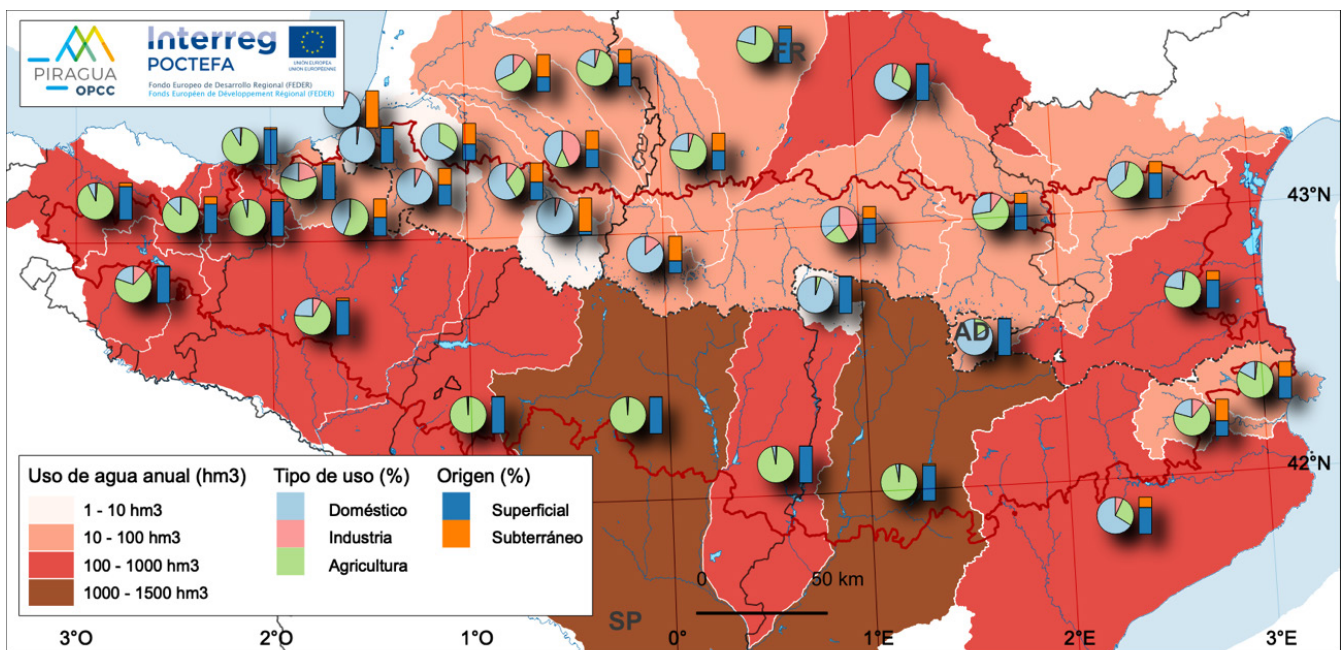 PIRAGUA
OPCC
Interreg
POCTEFA
UNIÓN EUROPEA
UNION EUROPÉENNE
Fondo Europeo de Desarrollo Regional (FEDER)
Fonds Européen de Développement Régional (FEDER)
FR
43°N
AD
42°N
Uso de agua anual (hm3)
1 - 10 hm3
10 - 100 hm3
100 - 1000 hm3
1000 - 1500 hm3
Tipo de uso (%)
Doméstico
Industria
Agricultura
Origen (%)
Superficial
Subterráneo
0 50 km
SP
3°O 2°O 1°O 0° 1°E 2°E 3°E